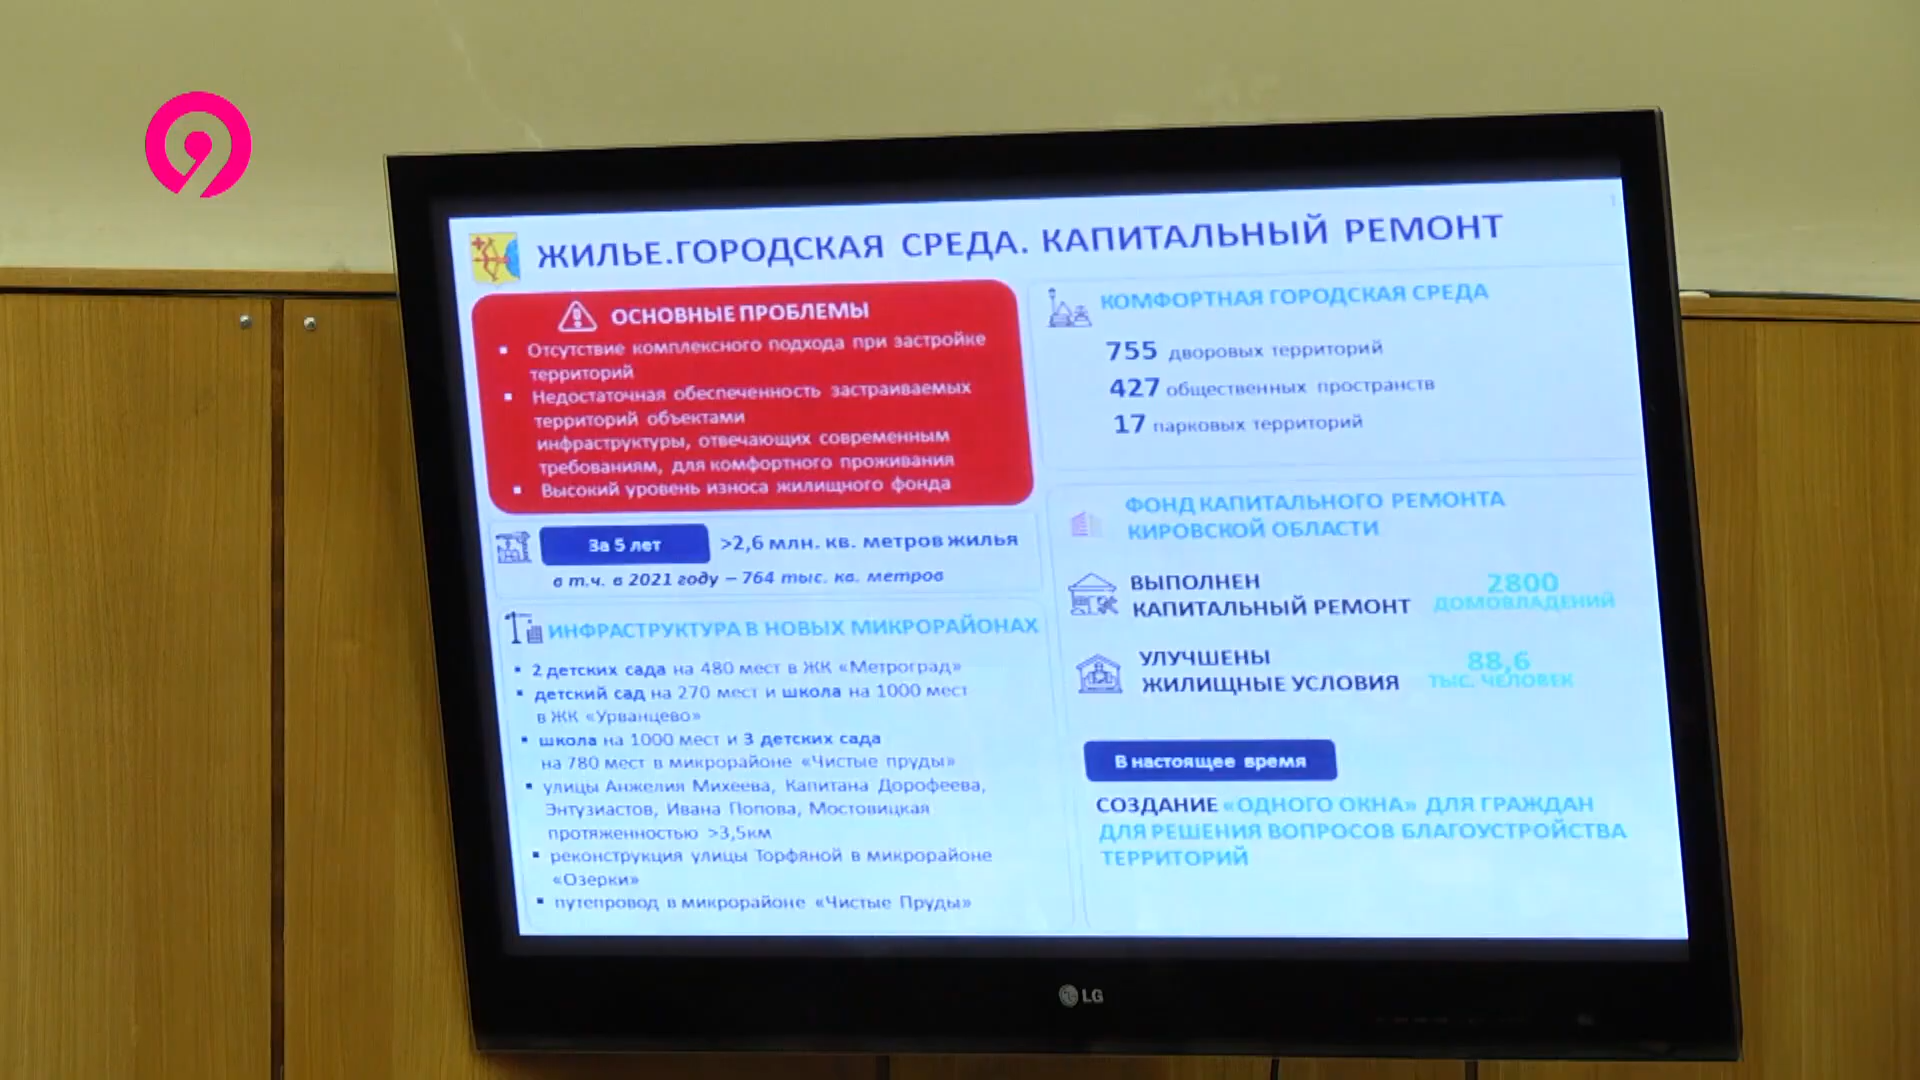 ЖИЛЬЕ.ГОРОДСКАЯ СРЕДА. КАПИТАЛЬНЫЙ РЕМОНТ
ОСНОВНЫЕ ПРОБЛЕМЫ
▪ Отсутствие комплексного подхода при застройке
территорий
▪ Недостаточная обеспеченность застраиваемых
территорий объектами
инфраструктуры, отвечающих современным
требованиям, для комфортного проживания
▪ Высокий уровень износа жилищного фонда
За 5 лет >2,6 млн. кв. метров жилья
в т.ч. в 2021 году – 764 тыс. кв. метров
ИНФРАСТРУКТУРА В НОВЫХ МИКРОРАЙОНАХ
▪ 2 детских сада на 480 мест в ЖК «Метроград»
▪ детский сад на 270 мест и школа на 1000 мест
в ЖК «Урванцево»
▪ школа на 1000 мест и 3 детских сада
на 780 мест в микрорайоне «Чистые пруды»
▪ улицы Анжелия Михеева, Капитана Дорофеева,
Энтузиастов, Ивана Попова, Мостовицкая
протяженностью >3,5км
▪ реконструкция улицы Торфяной в микрорайоне
«Озерки»
▪ путепровод в микрорайоне «Чистые Пруды»
КОМФОРТНАЯ ГОРОДСКАЯ СРЕДА
755 дворовых территорий
427 общественных пространств
17 парковых территорий
ФОНД КАПИТАЛЬНОГО РЕМОНТА
КИРОВСКОЙ ОБЛАСТИ
ВЫПОЛНЕН
КАПИТАЛЬНЫЙ РЕМОНТ
2800
ДОМОВЛАДЕНИЙ
УЛУЧШЕНЫ
ЖИЛИЩНЫЕ УСЛОВИЯ
88,6
ТЫС. ЧЕЛОВЕК
В настоящее время
СОЗДАНИЕ «ОДНОГО ОКНА» ДЛЯ ГРАЖДАН
ДЛЯ РЕШЕНИЯ ВОПРОСОВ БЛАГОУСТРОЙСТВА
ТЕРРИТОРИЙ
LG